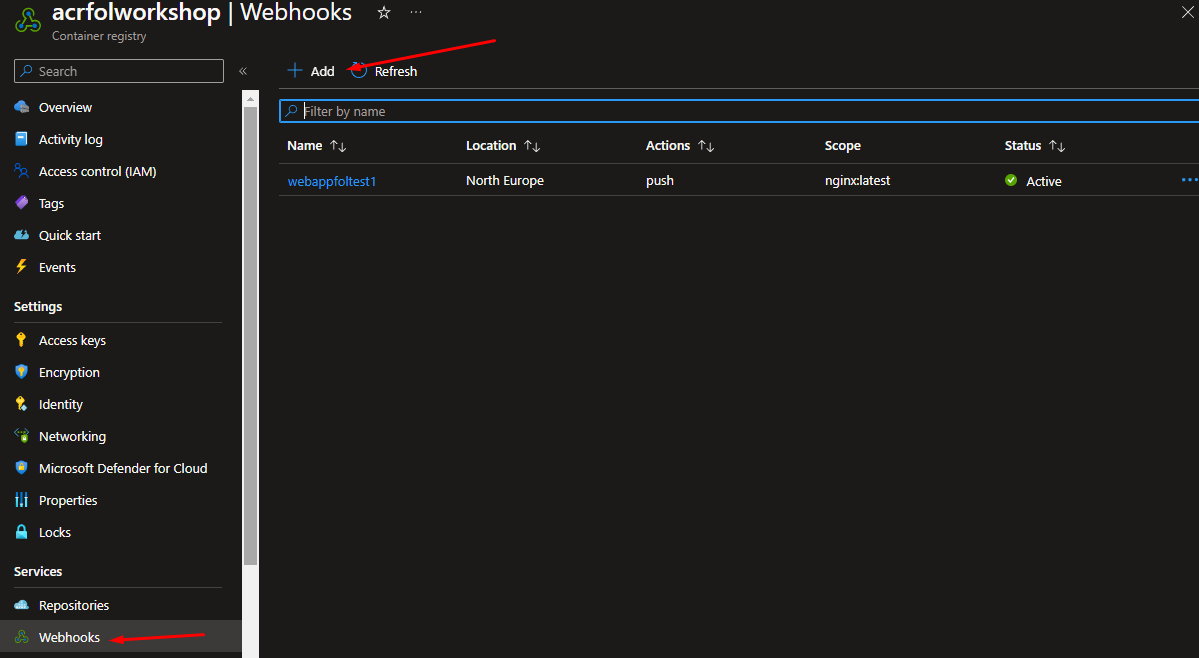 acrfolworkshop | Webhooks
Container registry
Search
Overview
Activity log
Access control (IAM)
Tags
Quick start
Events
Settings
Access keys
Encryption
Identity
Networking
Microsoft Defender for Cloud
Properties
Locks
Services
Repositories
Webhooks
Add Refresh
Filter by name
Name Location Actions Scope Status
webappfoltest1 North Europe push nginx:latest Active